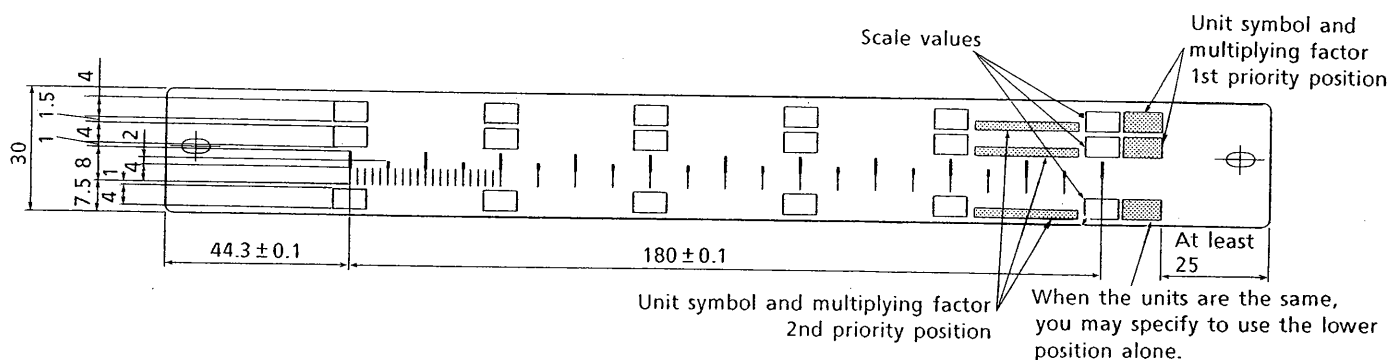 Unit symbol and
multiplying factor
1st priority position
Scale values
4
1.5
4
1
2
8
4
1
7.5
4
30
44.3 ± 0.1
180 ± 0.1
At least
25
Unit symbol and multiplying factor
2nd priority position
When the units are the same,
you may specify to use the lower
position alone.